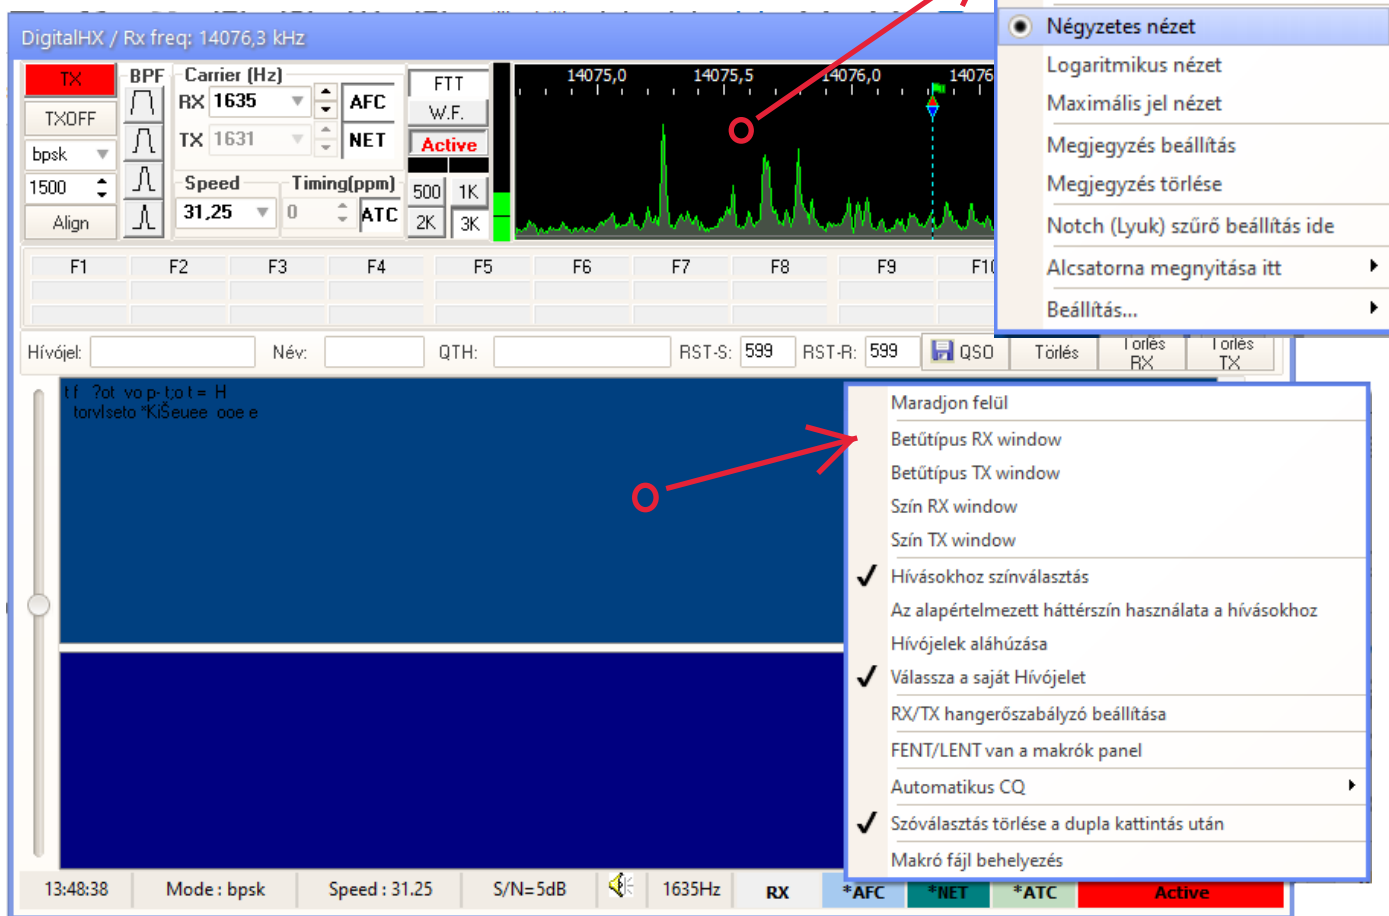 DigitalHX / Rx freq: 14076,3 kHz
TX
BPF
Carrier (Hz)
RX 1635
AFC
TXOFF
TX 1631
NET
bpsk
1500
Speed
Timing(ppm)
31,25
0
ATC
Align
FTT
W.F.
Active
500
1K
2K
3K
14075,0
14075,5
14076,0
14076
Négyzetes nézet
Logaritmikus nézet
Maximális jel nézet
Megjegyzés beállítás
Megjegyzés törlése
Notch (Lyuk) szűrő beállítás ide
Alcsatorna megnyitása itt
Beállítás...
F1
F2
F3
F4
F5
F6
F7
F8
F9
F10
Hívójel:
Név:
QTH:
RST-S: 599
RST-R: 599
QSO
Törlés
Törlés RX
Törlés TX
t f ?ot vo p- t;o t = H
torvlseto *KiŠeuee ooe e
Maradjon felül
Betűtípus RX window
Betűtípus TX window
Szín RX window
Szín TX window
Hívásokhoz színválasztás
Az alapértelmezett háttérszín használata a hívásokhoz
Hívójelek aláhúzása
Válassza a saját Hívójelet
RX/TX hangerőszabályzó beállítása
FENT/LENT van a makrók panel
Automatikus CQ
Szóválasztás törlése a dupla kattintás után
Makró fájl behelyezés
13:48:38
Mode : bpsk
Speed : 31.25
S/N=5dB
1635Hz
RX
*AFC
*NET
*ATC
Active